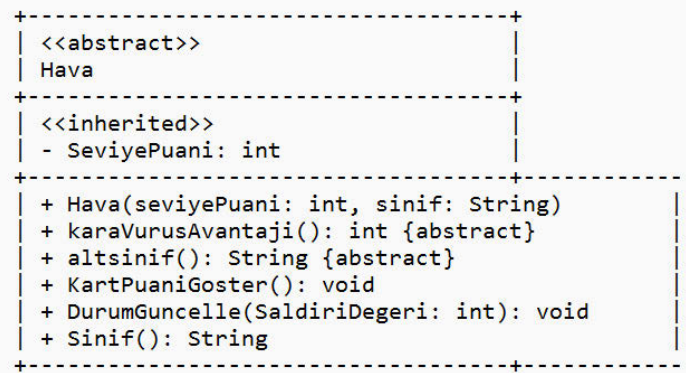 <<abstract>>
Hava
<<inherited>>
- SeviyePuani: int
+ Hava(seviyePuani: int, sinif: String)
+ karaVurusAvantaji(): int {abstract}
+ altsinif(): String {abstract}
+ KartPuaniGoster(): void
+ DurumGuncelle(SaldiriDegeri: int): void
+ Sinif(): String